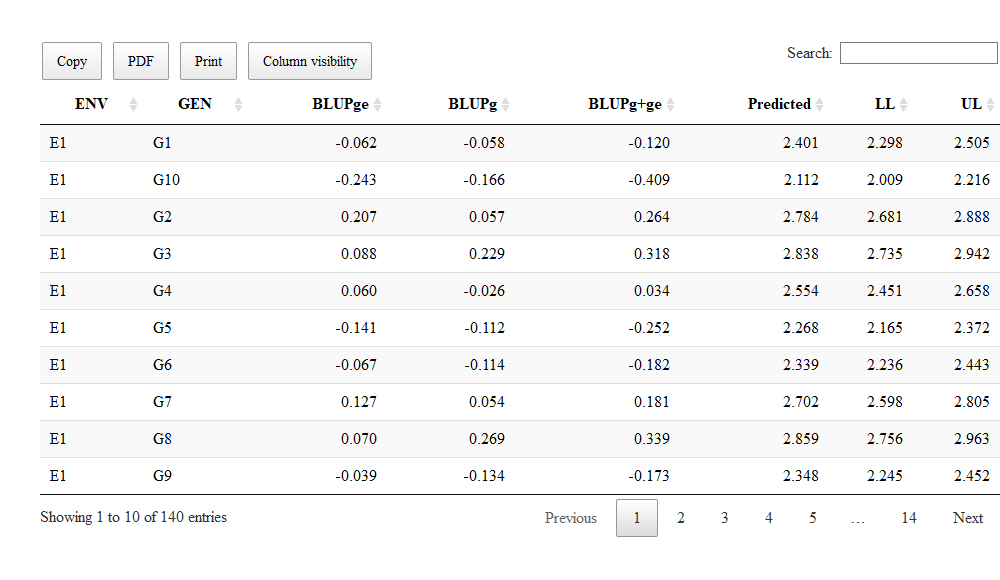 Copy PDF Print Column visibility Search:
ENV GEN BLUPge BLUPg BLUPg+ge Predicted LL UL
E1 G1 -0.062 -0.058 -0.120 2.401 2.298 2.505
E1 G10 -0.243 -0.166 -0.409 2.112 2.009 2.216
E1 G2 0.207 0.057 0.264 2.784 2.681 2.888
E1 G3 0.088 0.229 0.318 2.838 2.735 2.942
E1 G4 0.060 -0.026 0.034 2.554 2.451 2.658
E1 G5 -0.141 -0.112 -0.252 2.268 2.165 2.372
E1 G6 -0.067 -0.114 -0.182 2.339 2.236 2.443
E1 G7 0.127 0.054 0.181 2.702 2.598 2.805
E1 G8 0.070 0.269 0.339 2.859 2.756 2.963
E1 G9 -0.039 -0.134 -0.173 2.348 2.245 2.452
Showing 1 to 10 of 140 entries Previous 1 2 3 4 5 … 14 Next